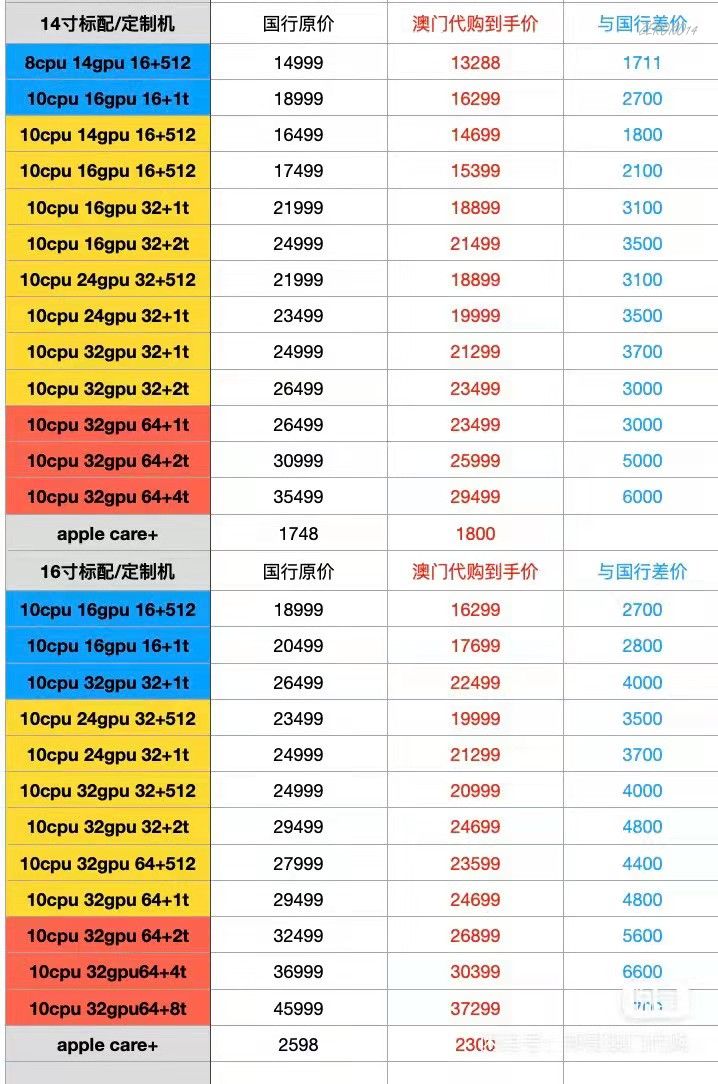 14寸标配/定制机 国行原价 澳门代购到手价 与国行差价
8cpu 14gpu 16+512 14999 13288 1711
10cpu 16gpu 16+1t 18999 16299 2700
10cpu 14gpu 16+512 16499 14699 1800
10cpu 16gpu 16+512 17499 15399 2100
10cpu 16gpu 32+1t 21999 18899 3100
10cpu 16gpu 32+2t 24999 21499 3500
10cpu 24gpu 32+512 21999 18899 3100
10cpu 24gpu 32+1t 23499 19999 3500
10cpu 32gpu 32+1t 24999 21299 3700
10cpu 32gpu 32+2t 26499 23499 3000
10cpu 32gpu 64+1t 26499 23499 3000
10cpu 32gpu 64+2t 30999 25999 5000
10cpu 32gpu 64+4t 35499 29499 6000
apple care+ 1748 1800
16寸标配/定制机 国行原价 澳门代购到手价 与国行差价
10cpu 16gpu 16+512 18999 16299 2700
10cpu 16gpu 16+1t 20499 17699 2800
10cpu 32gpu 32+1t 26499 22499 4000
10cpu 24gpu 32+512 23499 19999 3500
10cpu 24gpu 32+1t 24999 21299 3700
10cpu 32gpu 32+512 24999 20999 4000
10cpu 32gpu 32+2t 29499 24699 4800
10cpu 32gpu 64+512 27999 23599 4400
10cpu 32gpu 64+1t 29499 24699 4800
10cpu 32gpu 64+2t 32499 26899 5600
10cpu 32gpu64+4t 36999 30399 6600
10cpu 32gpu64+8t 45999 37299
apple care+ 2598